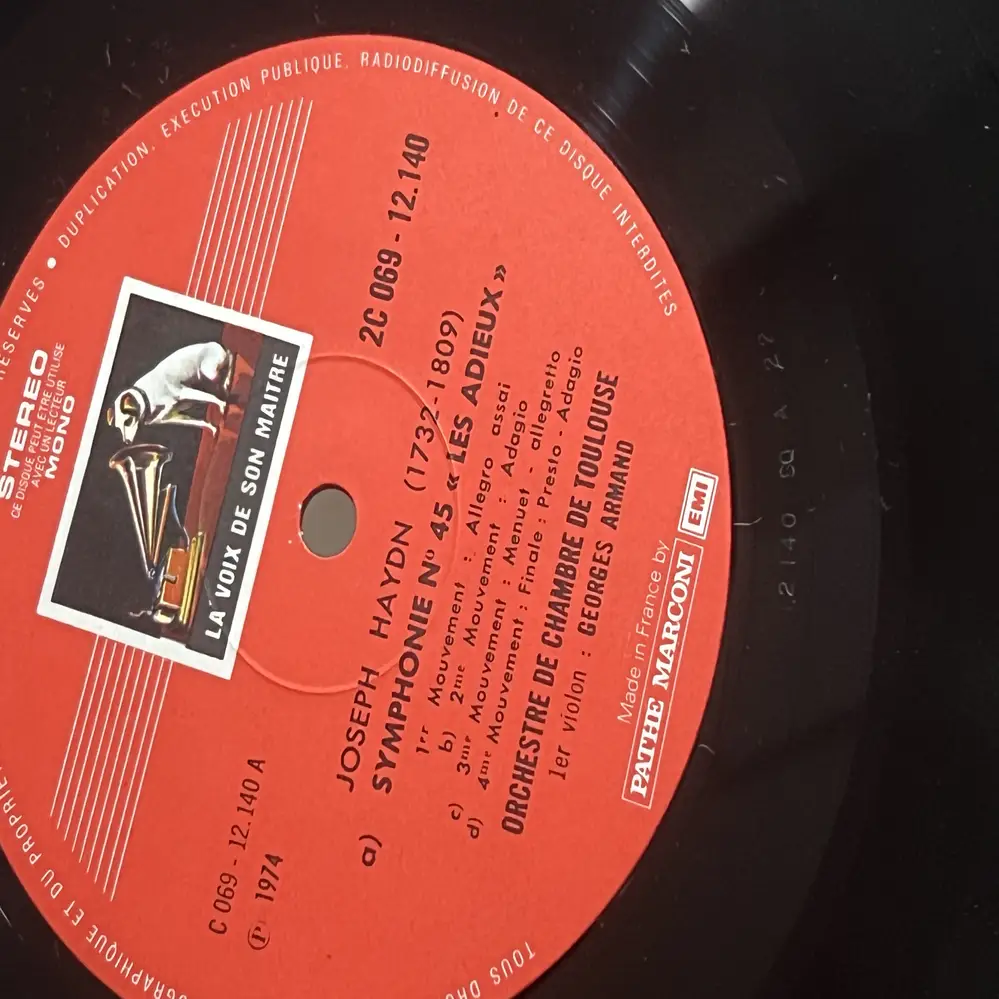 DUPLICATION, EXECUTION PUBLIQUE, RADIODIFFUSION DE CE DISQUE INTERDITES
TOUS
GRAPHIQUE ET DU
STEREO
CE DISQUE PEUT ETRE UTILISE
AVEC UN LECTEUR
MONO
LA VOIX DE SON MAITRE
C 069 - 12.140 A
Ⓟ 1974
2C 069 - 12.140
JOSEPH HAYDN (1732-1809)
a) SYMPHONIE Nº 45 « LES ADIEUX »
1er Mouvement : Allegro assai
b) 2me Mouvement : Adagio
c) 3me Mouvement : Menuet - allegretto
d) 4me Mouvement : Finale : Presto - Adagio
ORCHESTRE DE CHAMBRE DE TOULOUSE
1er violon : GEORGES ARMAND
Made in France by
PATHE MARCONI EMI